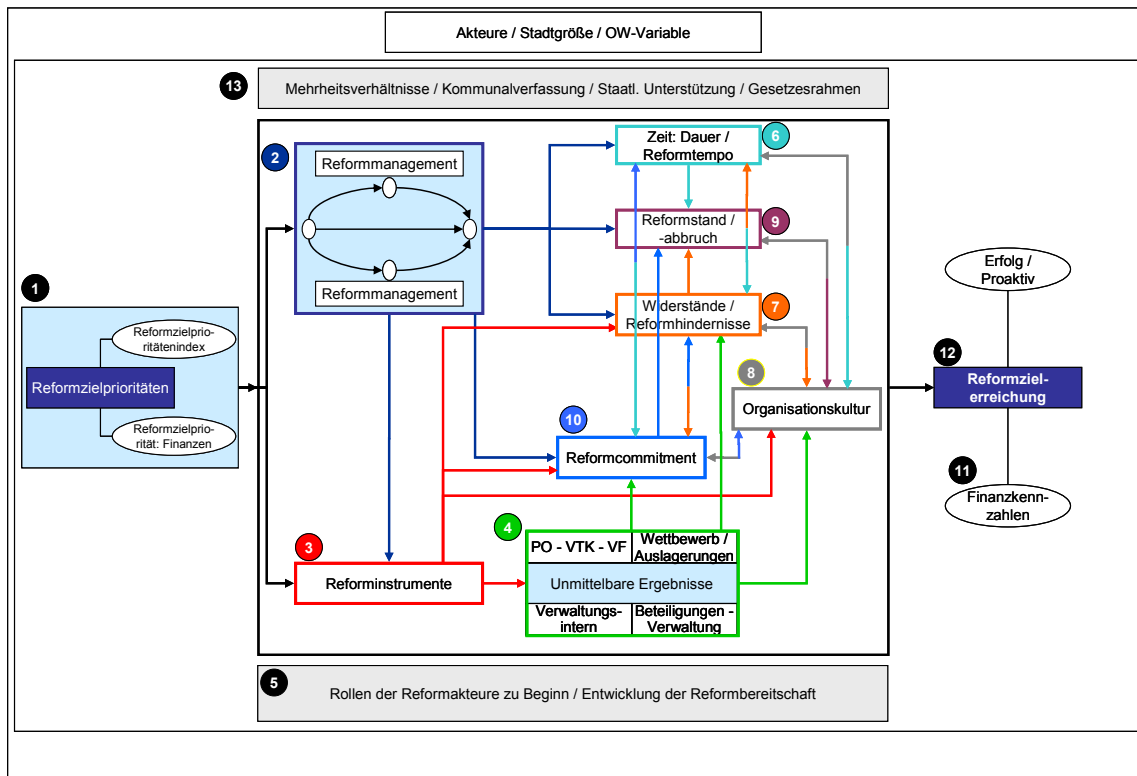 Akteure / Stadtgröße / OW-Variable
13
Mehrheitsverhältnisse / Kommunalverfassung / Staatl. Unterstützung / Gesetzesrahmen
2
Reformmanagement
Reformmanagement
Zeit: Dauer /
Reformtempo
6
Reformstand /
-abbruch
9
Widerstände /
Reformhindernisse
7
1
Reformzielprio-
ritätenindex
Reformzielprioritäten
Reformzielprio-
rität: Finanzen
8
Organisationskultur
10
Reformcommitment
Erfolg /
Proaktiv
12
Reformziel-
erreichung
11
Finanzkenn-
zahlen
3
Reforminstrumente
4
PO - VTK - VF
Wettbewerb /
Auslagerungen
Unmittelbare Ergebnisse
Verwaltungs-
intern
Beteiligungen -
Verwaltung
5
Rollen der Reformakteure zu Beginn / Entwicklung der Reformbereitschaft